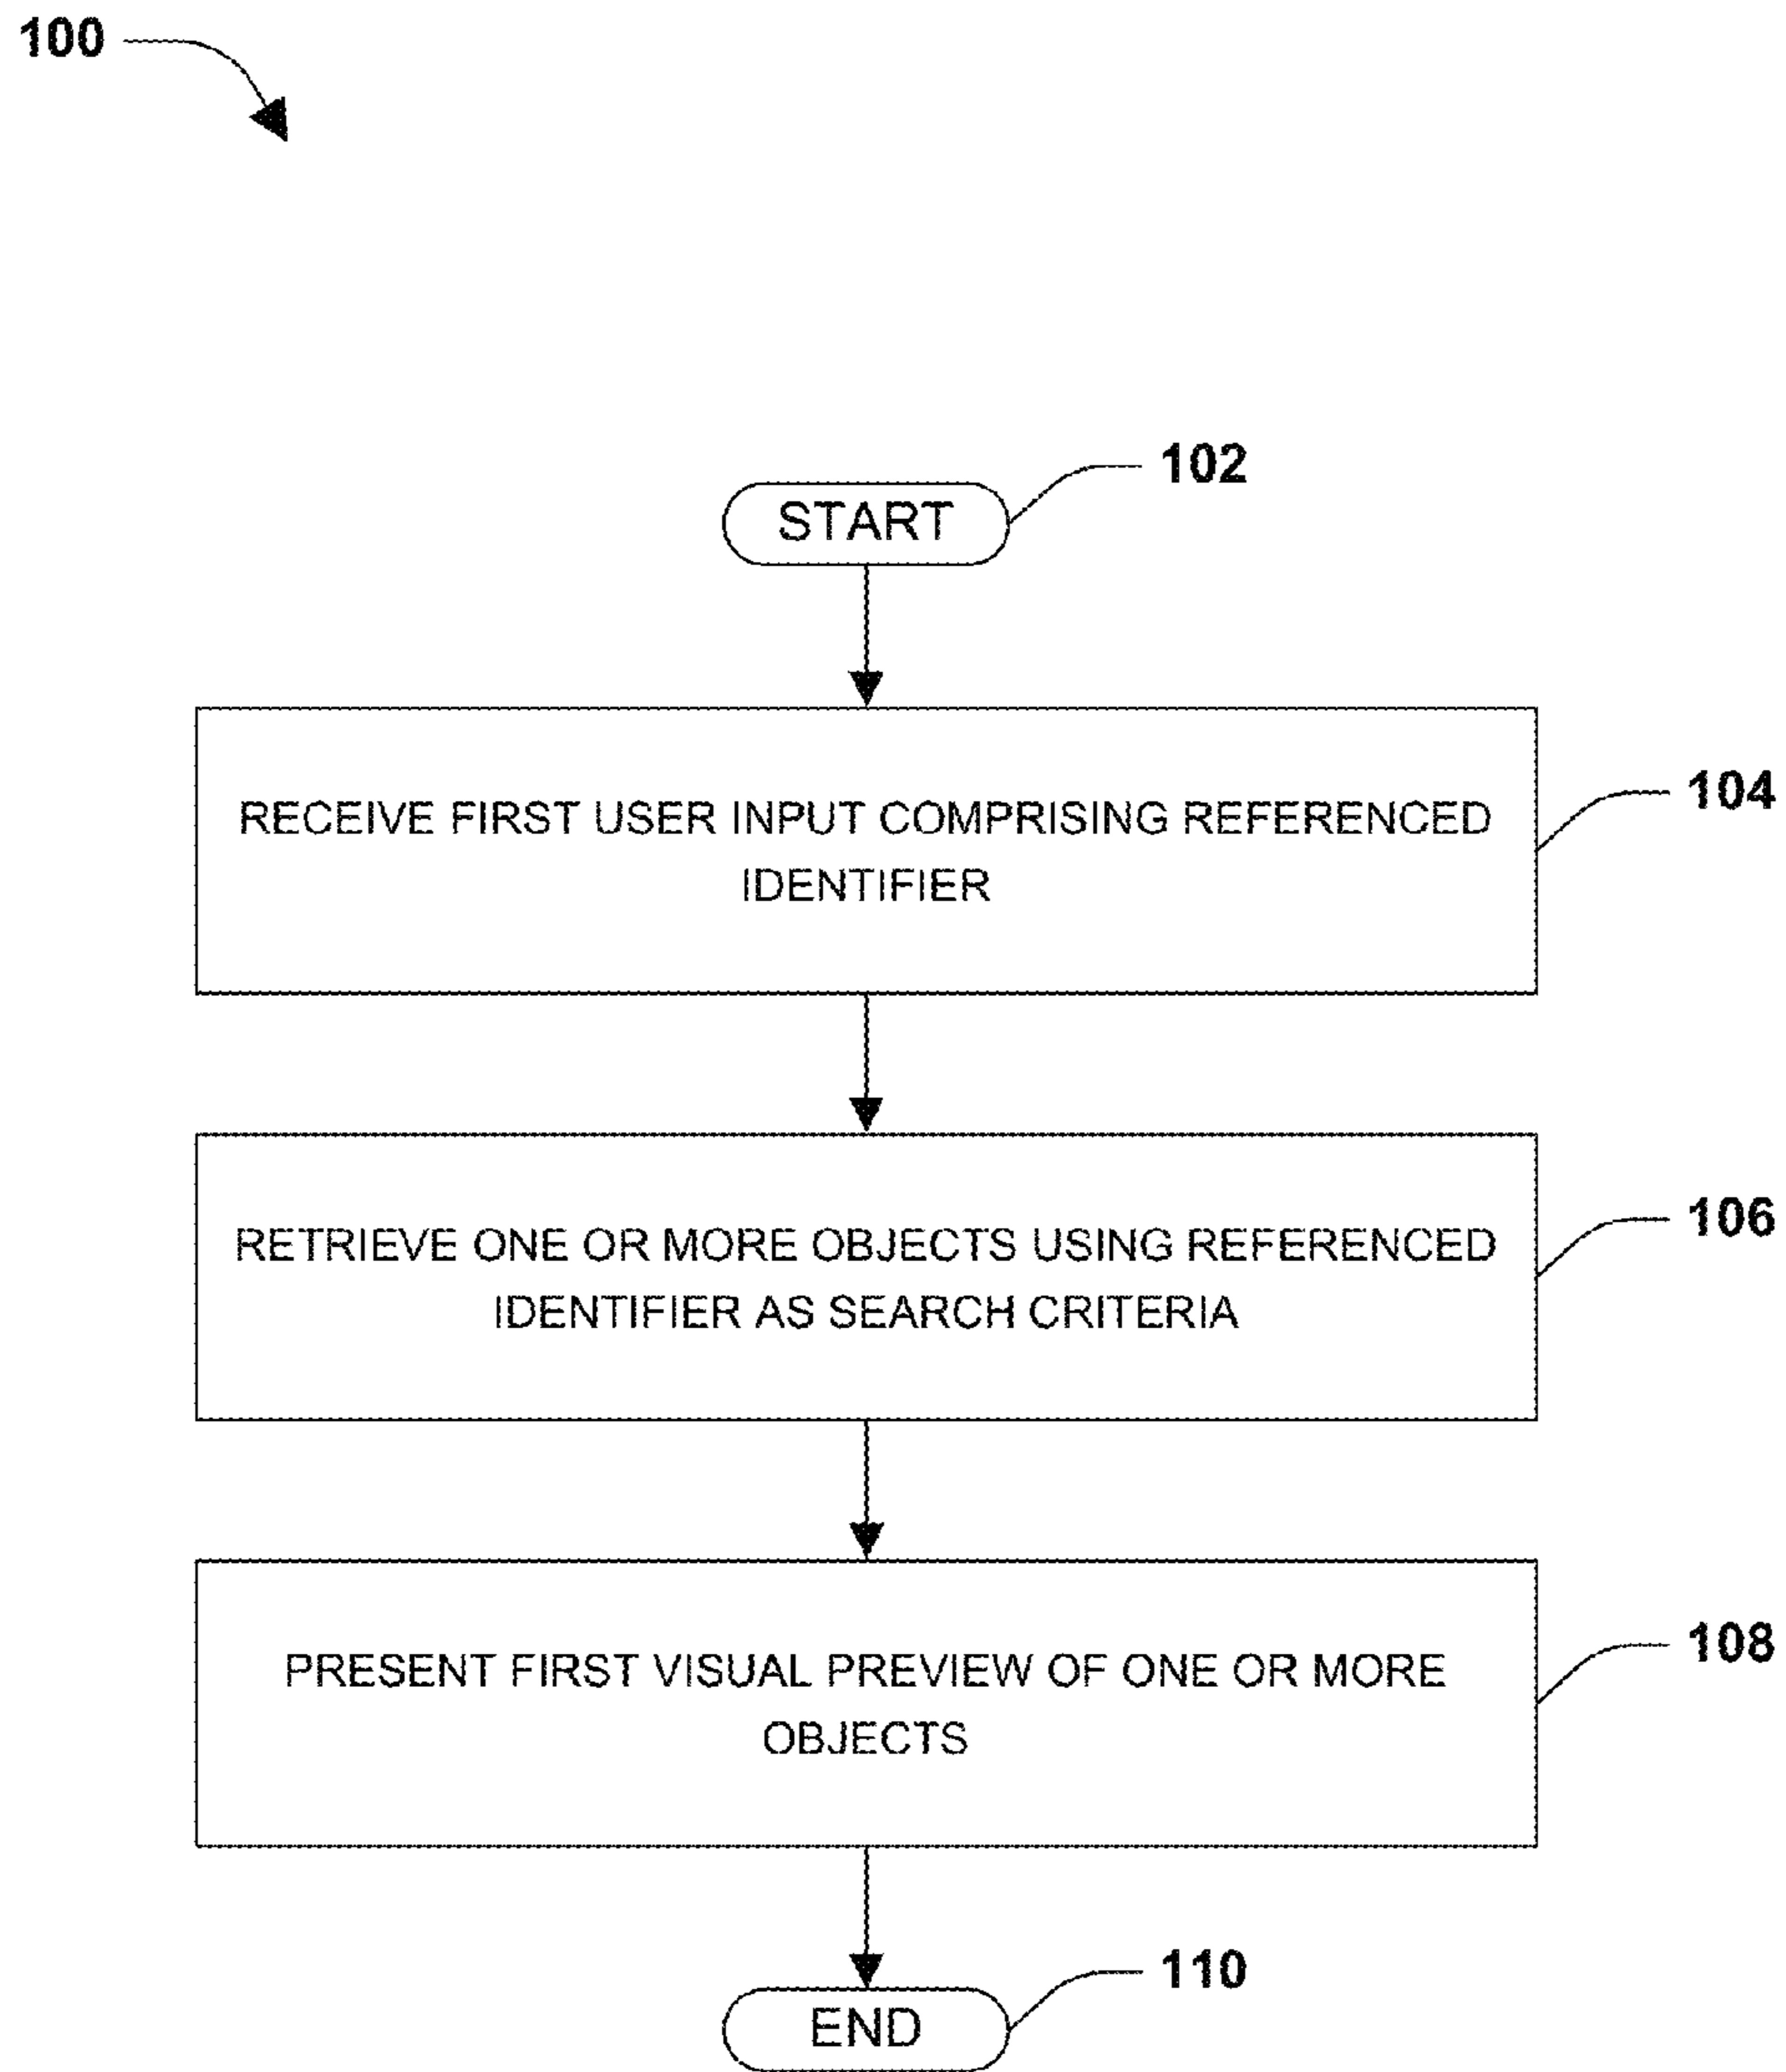 100
102
START
104
RECEIVE FIRST USER INPUT COMPRISING REFERENCED
IDENTIFIER
106
RETRIEVE ONE OR MORE OBJECTS USING REFERENCED
IDENTIFIER AS SEARCH CRITERIA
108
PRESENT FIRST VISUAL PREVIEW OF ONE OR MORE
OBJECTS
110
END